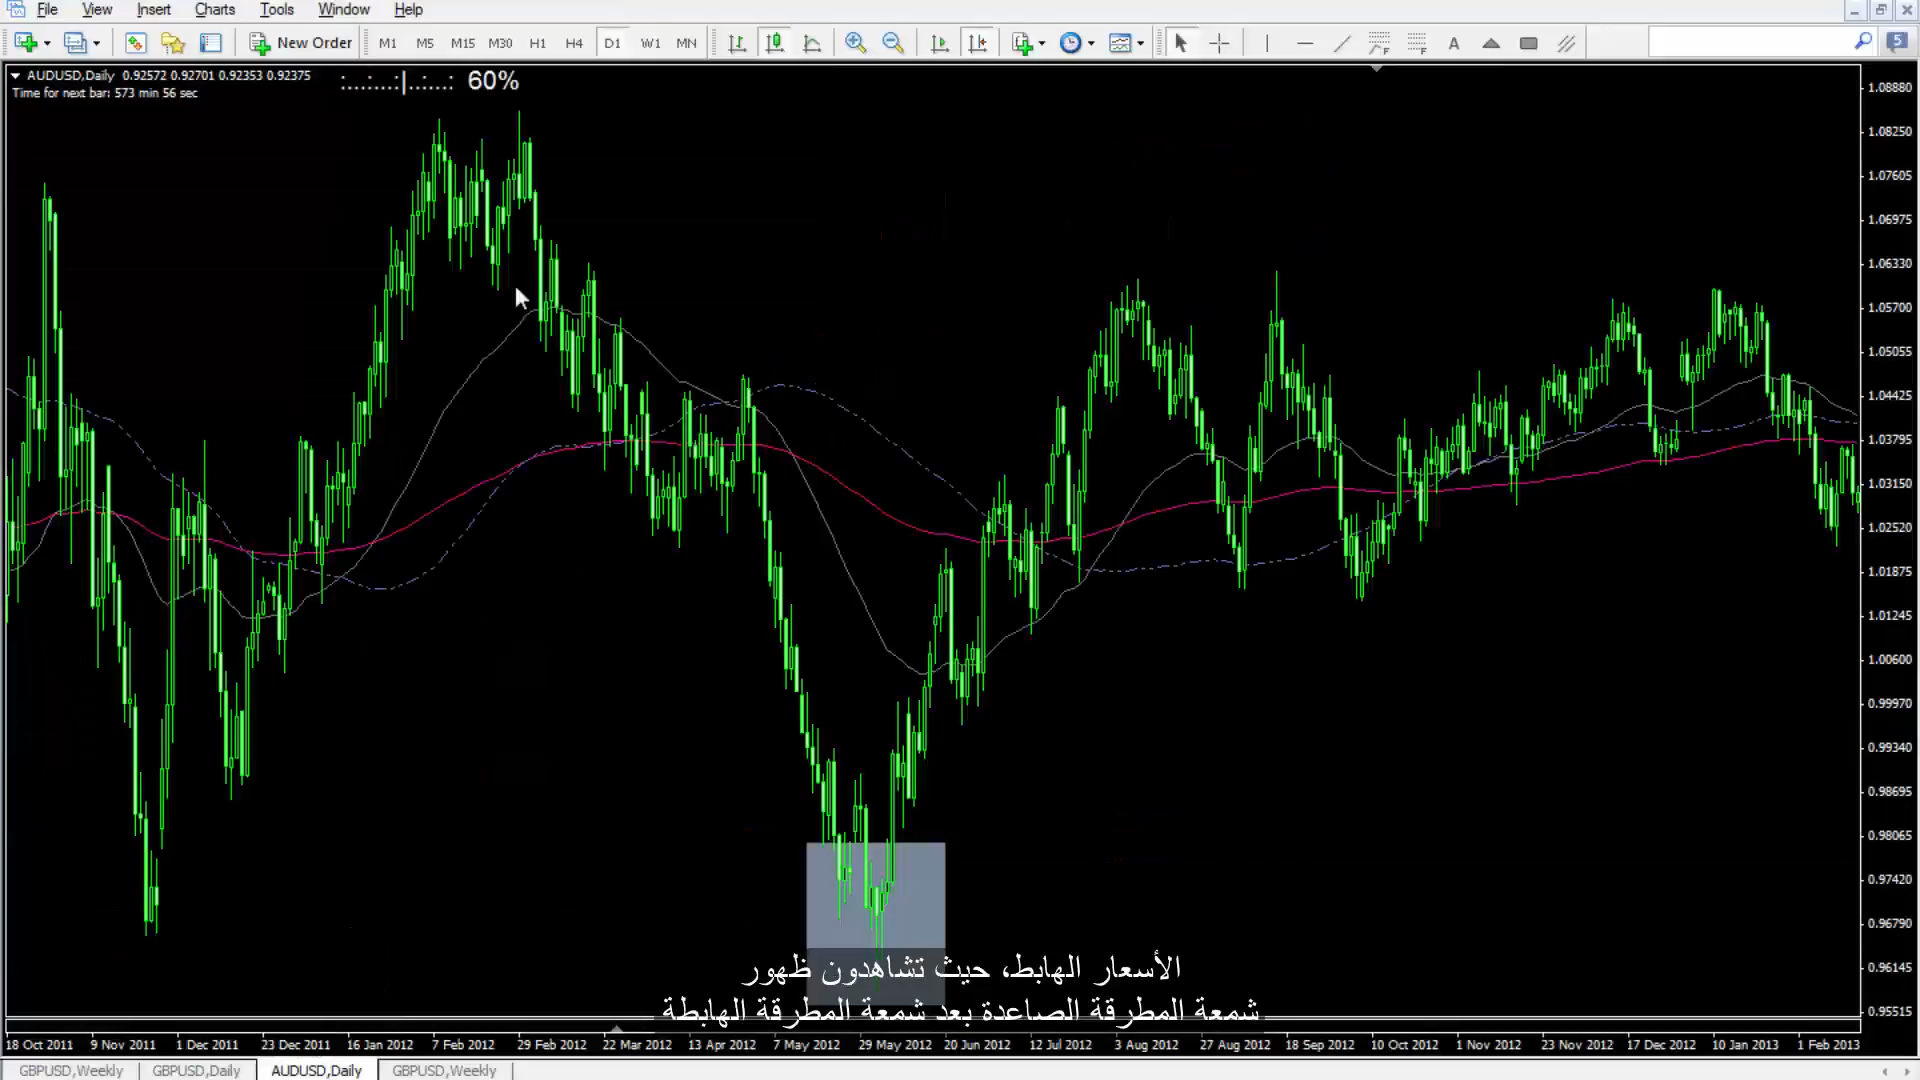 File View Insert Charts Tools Window Help
New Order M1 M5 M15 M30 H1 H4 D1 W1 MN A 5
AUDUSD,Daily 0.92572 0.92701 0.92353 0.92375 :..:...:|.:...: 60%
Time for next bar: 573 min 56 sec
1.08880
1.08250
1.07605
1.06975
1.06330
1.05700
1.05055
1.04425
1.03795
1.03150
1.02520
1.01875
1.01245
1.00600
0.99970
0.99340
0.98695
0.98065
0.97420
0.96790
0.96145
0.95515
الأسعار الهابط، حيث تشاهدون ظهور
شمعة المطرقة الصاعدة بعد شمعة المطرقة الهابطة
18 Oct 2011 9 Nov 2011 1 Dec 2011 23 Dec 2011 16 Jan 2012 7 Feb 2012 29 Feb 2012 22 Mar 2012 13 Apr 2012 7 May 2012 29 May 2012 20 Jun 2012 12 Jul 2012 3 Aug 2012 27 Aug 2012 18 Sep 2012 10 Oct 2012 1 Nov 2012 23 Nov 2012 17 Dec 2012 10 Jan 2013 1 Feb 2013
GBPUSD,Weekly GBPUSD,Daily AUDUSD,Daily GBPUSD,Weekly